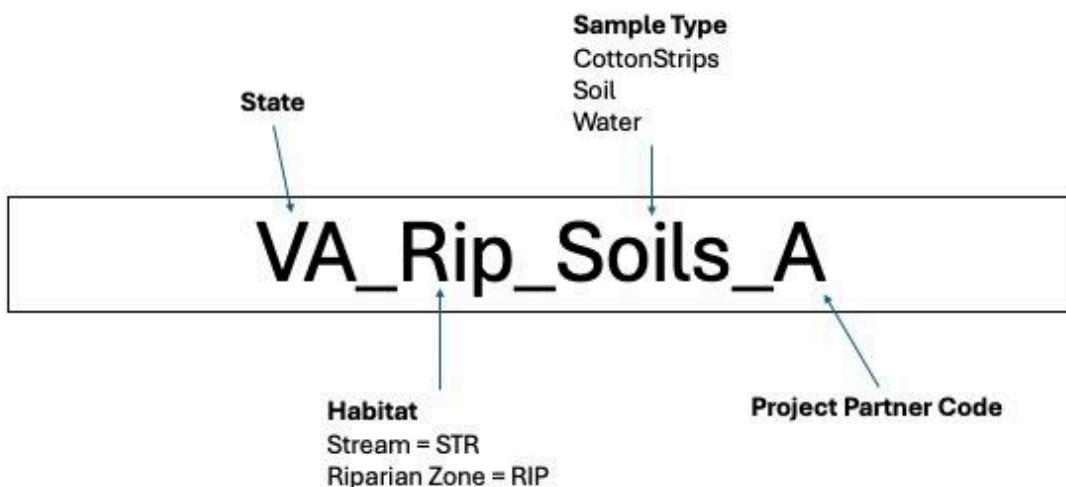 Sample Type
CottonStrips
Soil
Water
State
VA_Rip_Soils_A
Habitat
Stream = STR
Riparian Zone = RIP
Project Partner Code